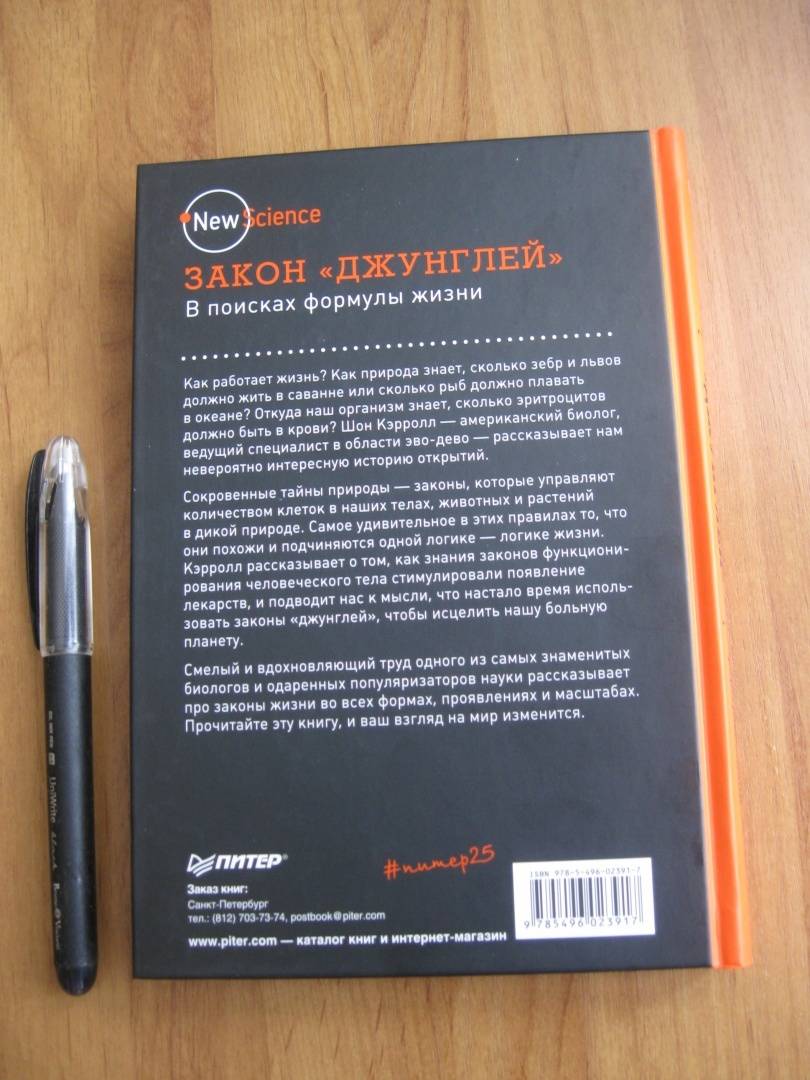 New Science
ЗАКОН «ДЖУНГЛЕЙ»
В поисках формулы жизни
Как работает жизнь? Как природа знает, сколько зебр и львов
должно жить в саванне или сколько рыб должно плавать
в океане? Откуда наш организм знает, сколько эритроцитов
должно быть в крови? Шон Кэрролл — американский биолог,
ведущий специалист в области эво-дево — рассказывает нам
невероятно интересную историю открытий.
Сокровенные тайны природы — законы, которые управляют
количеством клеток в наших телах, животных и растений
в дикой природе. Самое удивительное в этих правилах то, что
они похожи и подчиняются одной логике — логике жизни.
Кэрролл рассказывает о том, как знания законов функциони-
рования человеческого тела стимулировали появление
лекарств, и подводит нас к мысли, что настало время исполь-
зовать законы «джунглей», чтобы исцелить нашу больную
планету.
Смелый и вдохновляющий труд одного из самых знаменитых
биологов и одаренных популяризаторов науки рассказывает
про законы жизни во всех формах, проявлениях и масштабах.
Прочитайте эту книгу, и ваш взгляд на мир изменится.
ПИТЕР®
#питер25
Заказ книг:
Санкт-Петербург
тел.: (812) 703-73-74, postbook@piter.com
www.piter.com — каталог книг и интернет-магазин
ISBN 978-5-496-02391-7
9 785496 023917
UniWrite